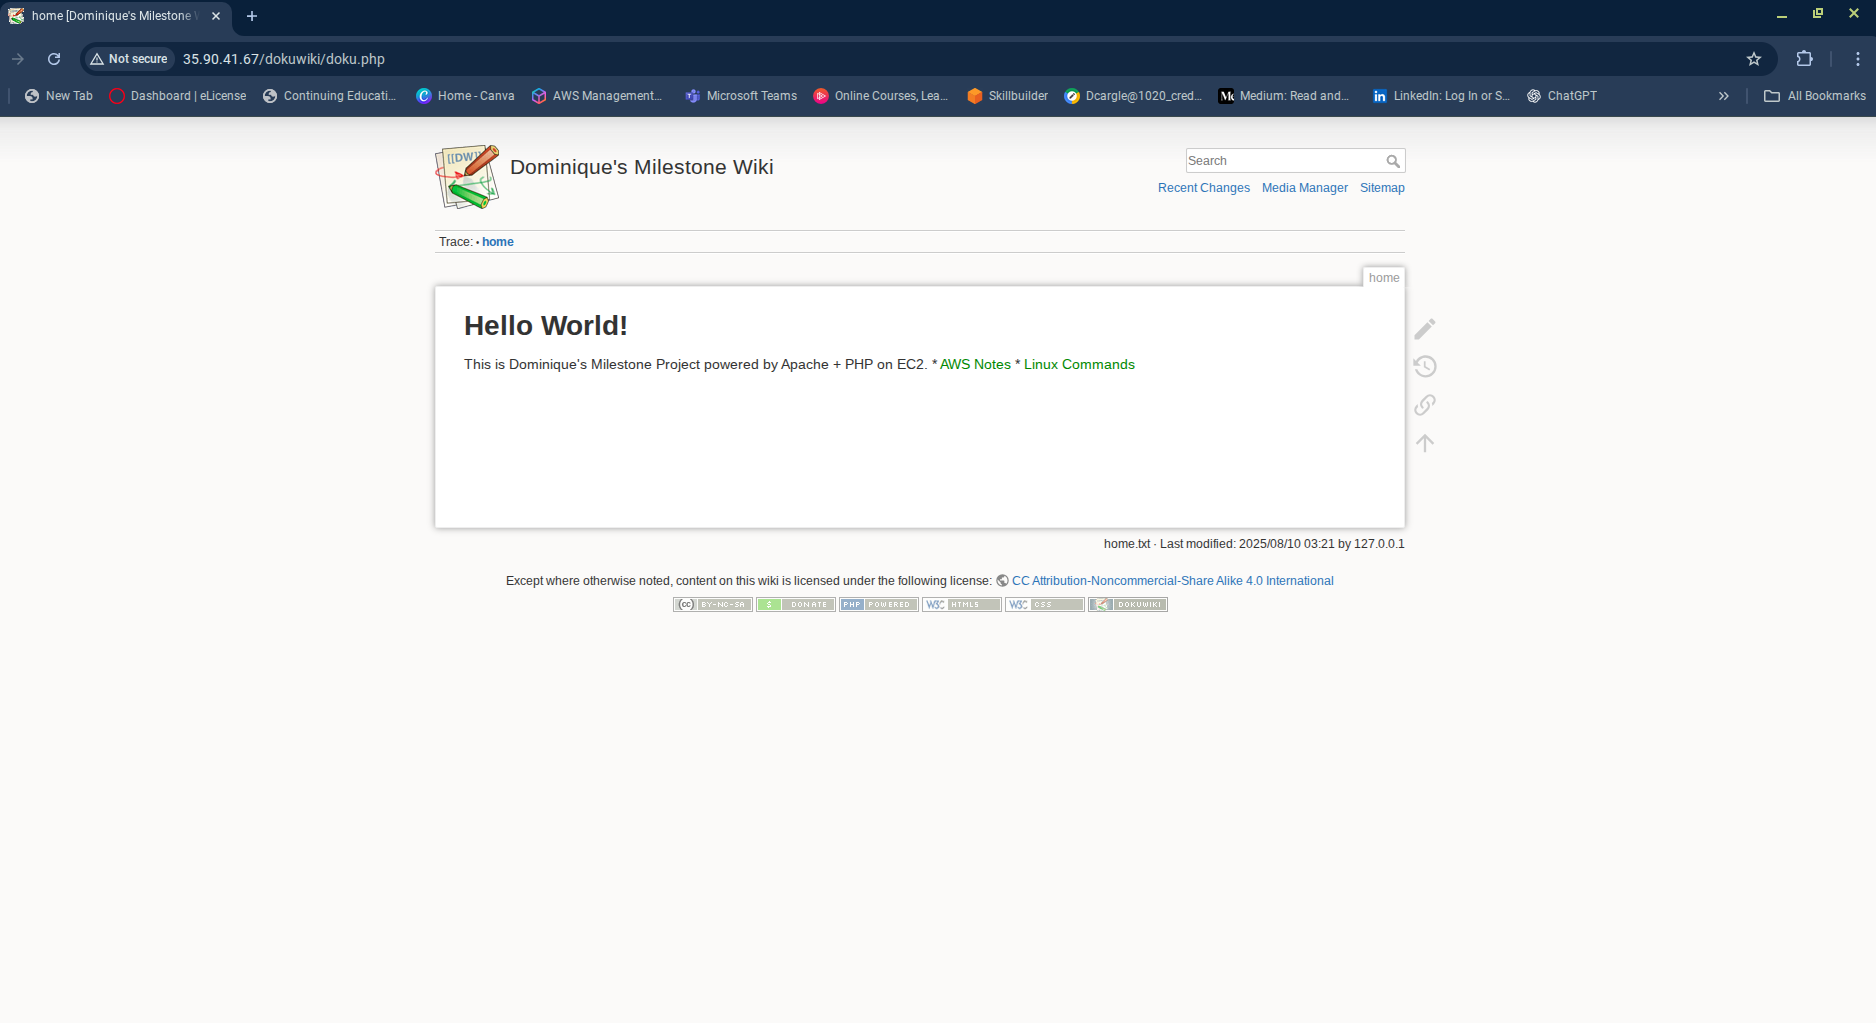 home [Dominique's Milestone W
Not secure 35.90.41.67/dokuwiki/doku.php
New Tab Dashboard | eLicense Continuing Educati... Home - Canva AWS Management... Microsoft Teams Online Courses, Lea... Skillbuilder Dcargle@1020_cred... Medium: Read and... LinkedIn: Log In or S... ChatGPT All Bookmarks
[[DW]]
Dominique's Milestone Wiki
Search
Recent Changes Media Manager Sitemap
Trace: • home
home
Hello World!
This is Dominique's Milestone Project powered by Apache + PHP on EC2. * AWS Notes * Linux Commands
home.txt · Last modified: 2025/08/10 03:21 by 127.0.0.1
Except where otherwise noted, content on this wiki is licensed under the following license: CC Attribution-Noncommercial-Share Alike 4.0 International
(cc) BY-NC-SA $ DONATE PHP POWERED W3C HTML5 W3C CSS DOKUWIKI